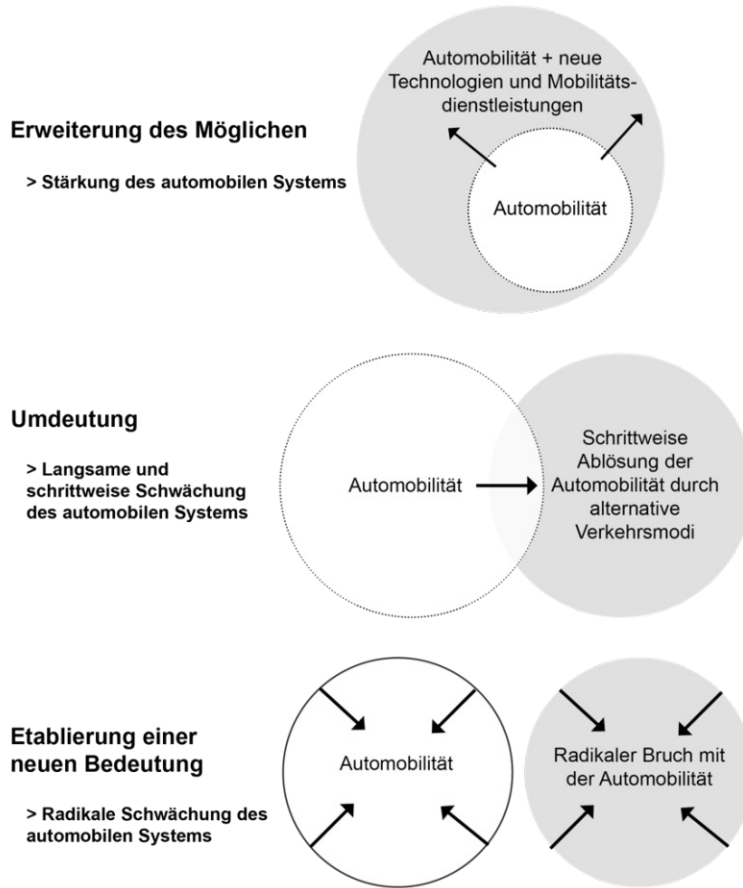 Erweiterung des Möglichen
> Stärkung des automobilen Systems
Automobilität + neue
Technologien und Mobilitäts-
dienstleistungen
Automobilität
Umdeutung
> Langsame und
schrittweise Schwächung
des automobilen Systems
Automobilität
Schrittweise
Ablösung der
Automobilität durch
alternative
Verkehrsmodi
Etablierung einer
neuen Bedeutung
> Radikale Schwächung des
automobilen Systems
Automobilität
Radikaler Bruch mit
der Automobilität